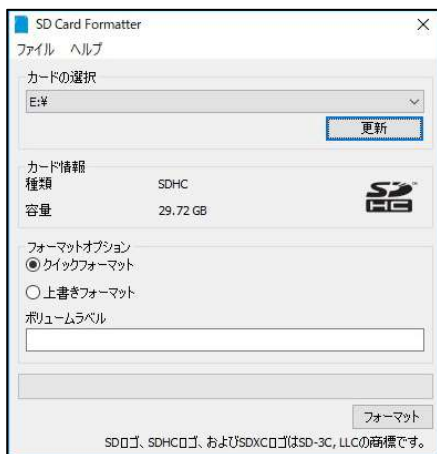 SD Card Formatter
ファイル ヘルプ
カードの選択
E:¥
更新
カード情報
種類 SDHC
容量 29.72 GB
SD
HC
フォーマットオプション
クイックフォーマット
上書きフォーマット
ボリュームラベル
フォーマット
SDロゴ、SDHCロゴ、およびSDXCロゴはSD-3C, LLCの商標です。